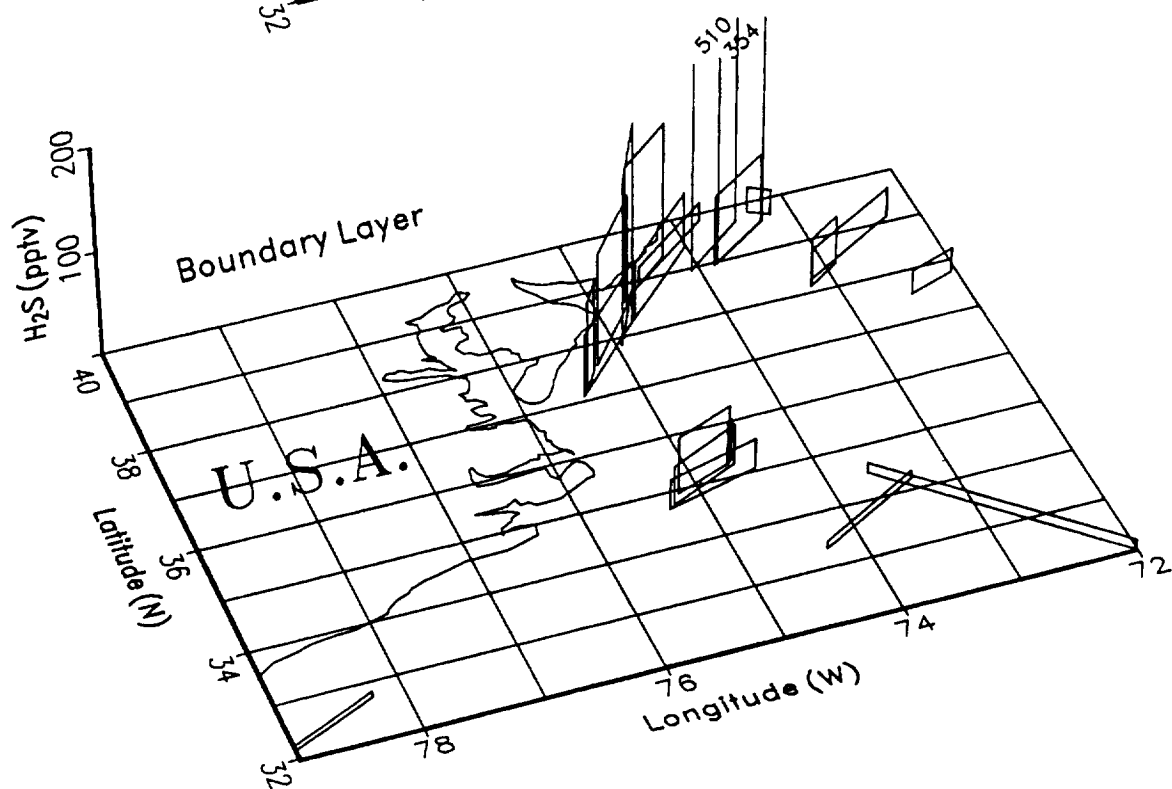 32
510
354
200
100
H2S (pptv)
Boundary Layer
40
38
36
34
32
Latitude (N)
U.S.A.
78
76
74
72
Longitude (W)